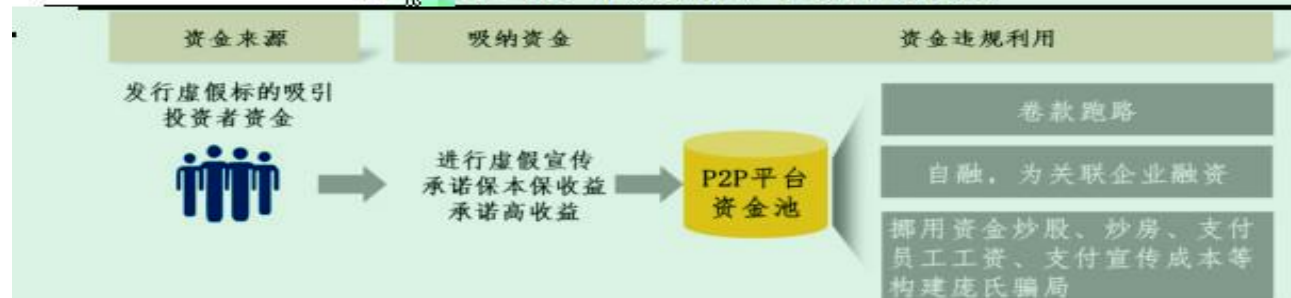 资金来源
吸纳资金
资金违规利用
发行虚假标的吸引
投资者资金
进行虚假宣传
承诺保本保收益
承诺高收益
P2P平台
资金池
卷款跑路
自融，为关联企业融资
挪用资金炒股、炒房、支付
员工工资、支付宣传成本等
构建庞氏骗局